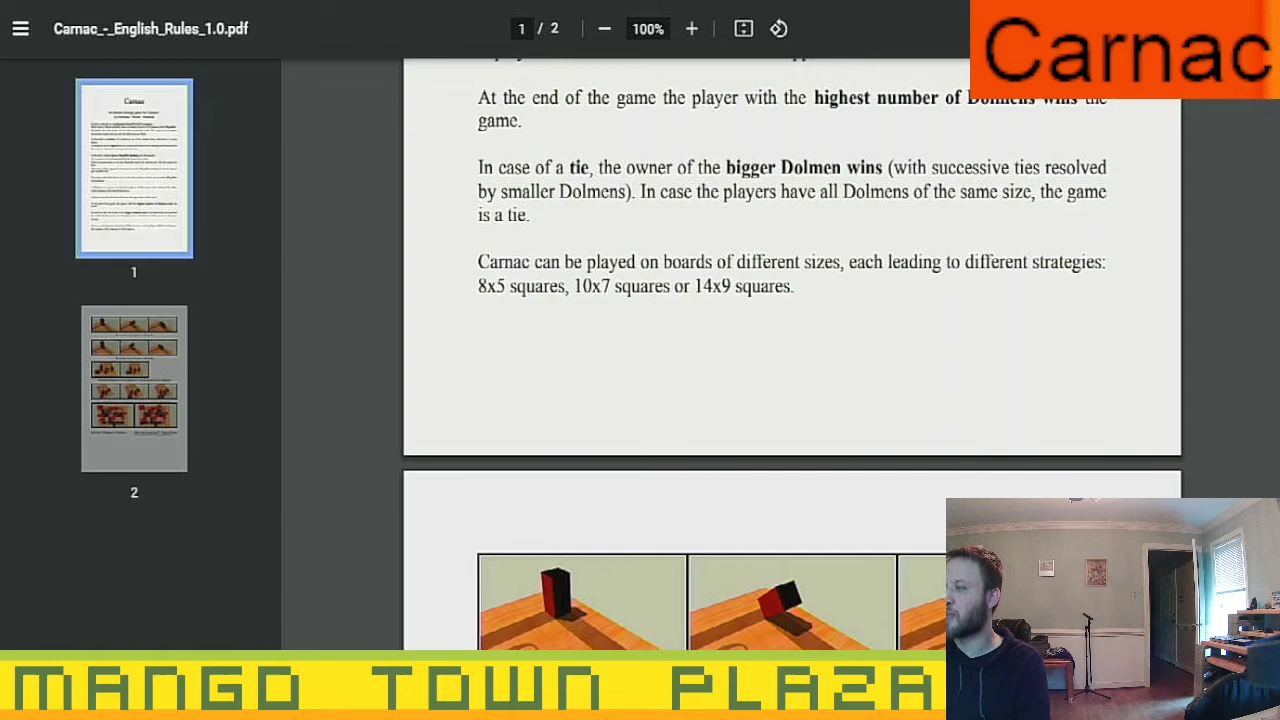 Carnac_-_English_Rules_1.0.pdf
1 / 2
100%
Carnac
Carnac
At the end of the game the player with the highest number of Dolmens wins the
game.
In case of a tie, the owner of the bigger Dolmen wins (with successive ties resolved
by smaller Dolmens). In case the players have all Dolmens of the same size, the game
is a tie.
Carnac can be played on boards of different sizes, each leading to different strategies:
8x5 squares, 10x7 squares or 14x9 squares.
1
2
MANGO TOWN PLAZA